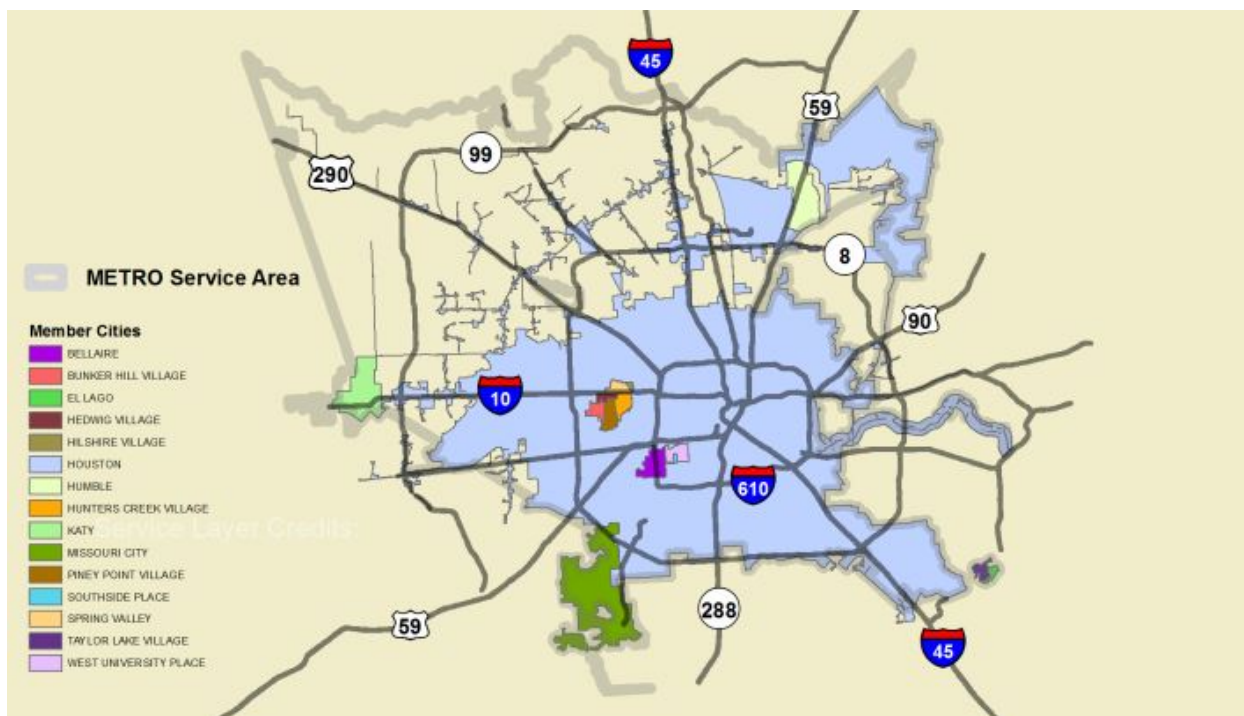 45
59
99
290
8
METRO Service Area
90
Member Cities
BELLAIRE
BUNKER HILL VILLAGE
EL LAGO
10
HEDWIG VILLAGE
HILSHIRE VILLAGE
HOUSTON
610
HUMBLE
HUNTERS CREEK VILLAGE
KATY
Service Layer Credits:
MISSOURI CITY
PINEY POINT VILLAGE
SOUTHSIDE PLACE
288
SPRING VALLEY
59
TAYLOR LAKE VILLAGE
45
WEST UNIVERSITY PLACE